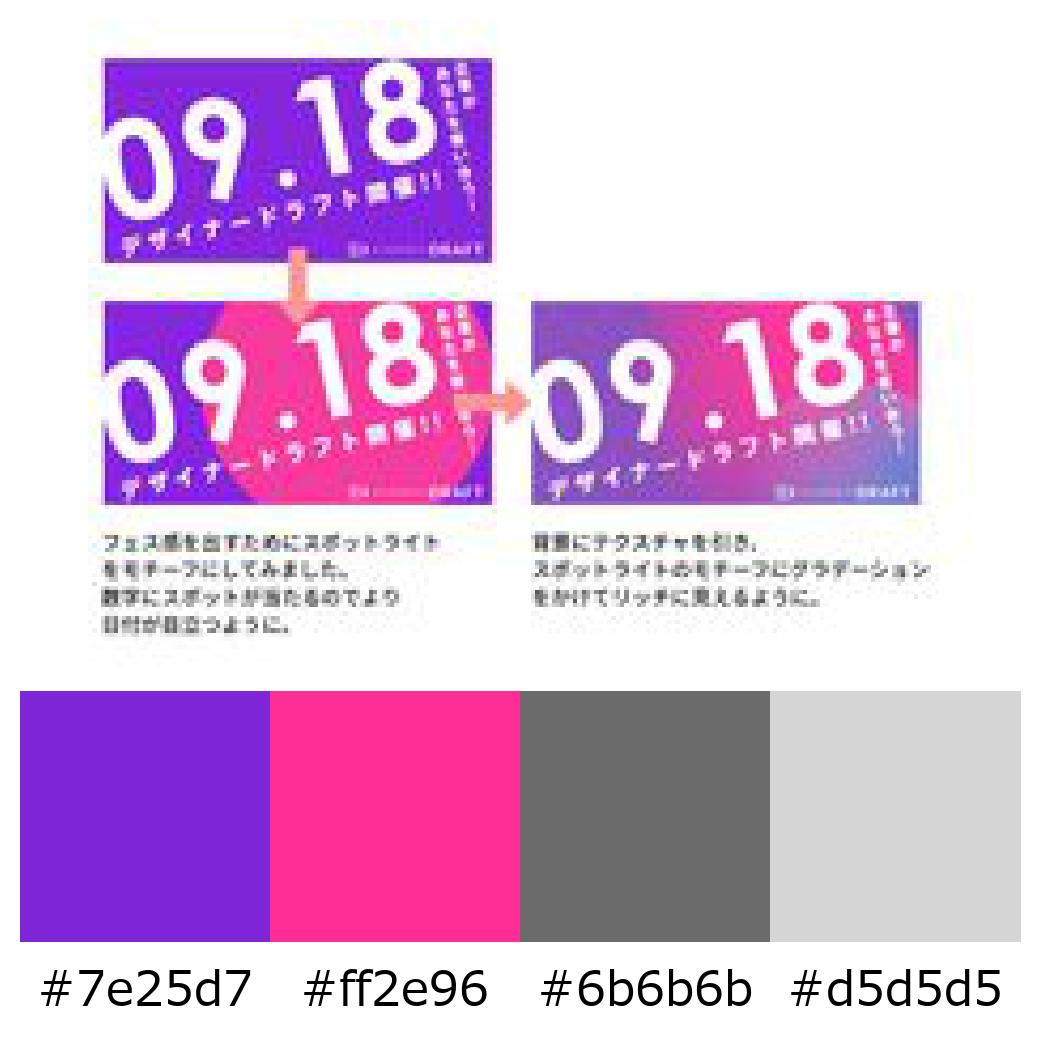 09.18
デザイナードラフト開催!!
DRAFT
09.18
デザイナードラフト開催!!
DRAFT
09.18
デザイナードラフト開催!!
DRAFT
フェス感を出すためにスポットライト
をモチーフにしてみました。
数字にスポットが当たるのでより
日付が目立つように。
背景にテクスチャを引き、
スポットライトのモチーフにグラデーション
をかけてリッチに見えるように。
#7e25d7
#ff2e96
#6b6b6b
#d5d5d5